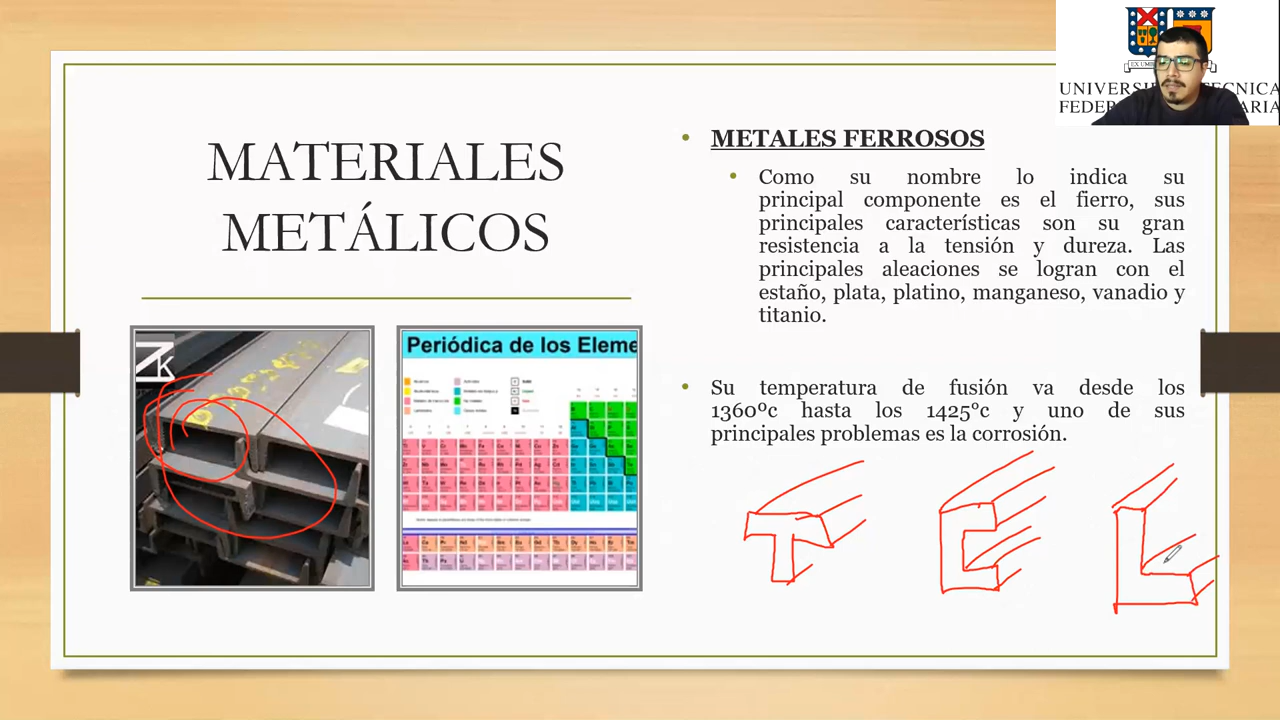 UNIVERSI TECNICA
FEDER ARIA
MATERIALES
METÁLICOS
• METALES FERROSOS
• Como su nombre lo indica su
principal componente es el fierro, sus
principales características son su gran
resistencia a la tensión y dureza. Las
principales aleaciones se logran con el
estaño, plata, platino, manganeso, vanadio y
titanio.
• Su temperatura de fusión va desde los
1360ºc hasta los 1425°c y uno de sus
principales problemas es la corrosión.
ZK
Periódica de los Eleme